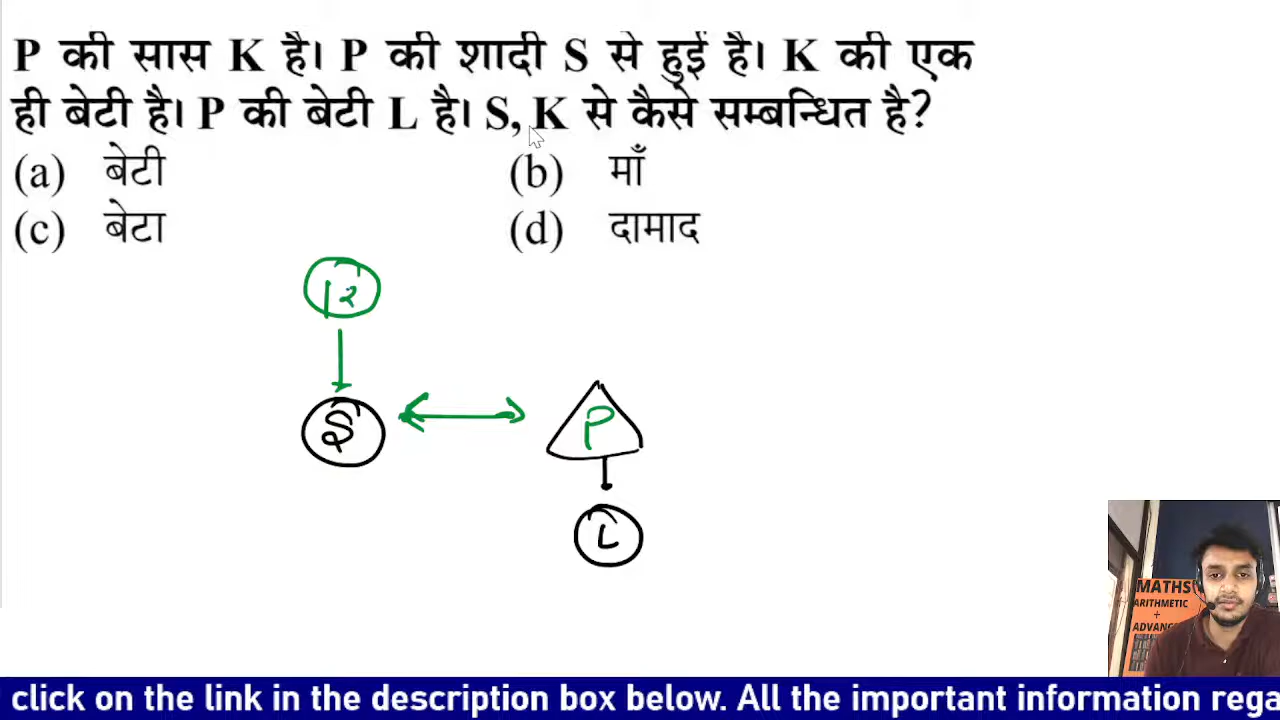 P की सास K है। P की शादी S से हुई है। K की एक
ही बेटी है। P की बेटी L है। S, K से कैसे सम्बन्धित है?
(a) बेटी (b) माँ
(c) बेटा (d) दामाद
K
S P
L
MATHS
ARITHMETIC
+
ADVANC
click on the link in the description box below. All the important information rega